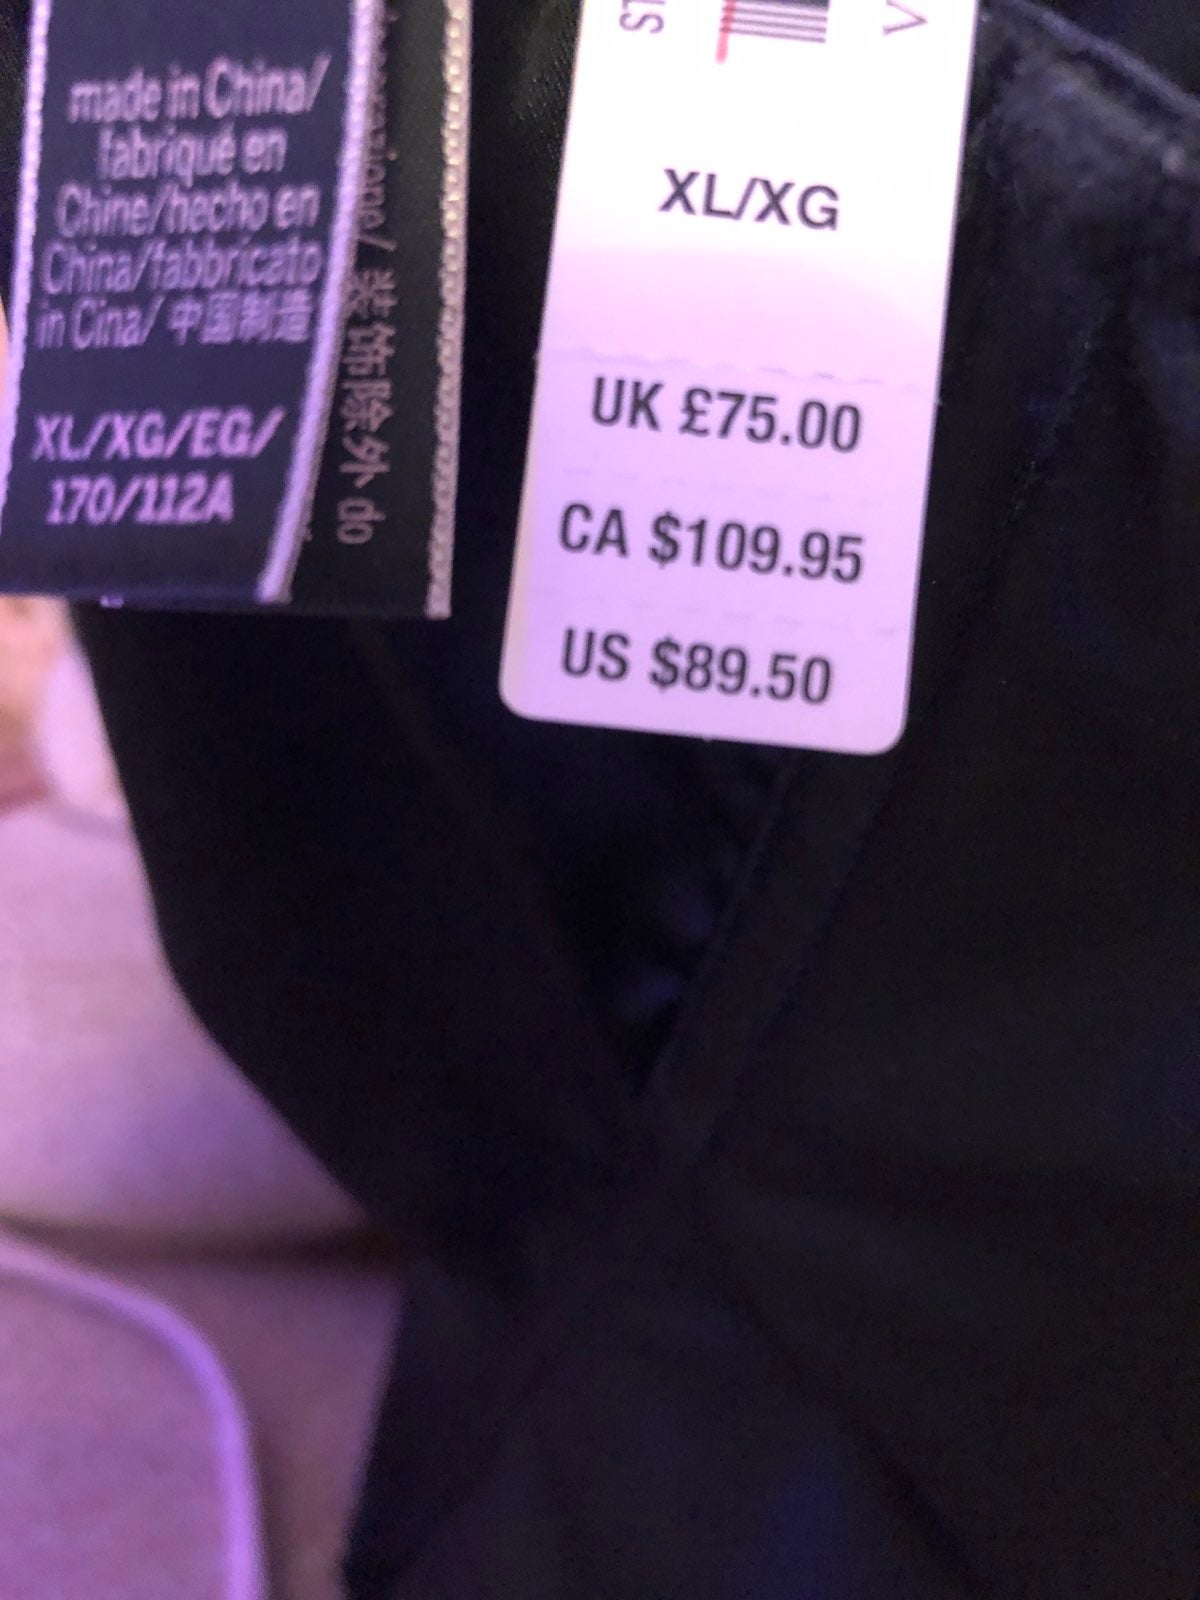 made in China/
fabriqué en
Chine/hecho en
China/fabbricato
in Cina/ 中国制造
XL/XG/EG/
170/112A
装饰除外 do
XL/XG
UK £75.00
CA $109.95
US $89.50